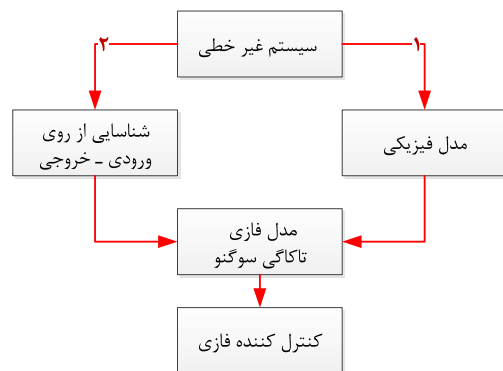 سیستم غیر خطی
۱
۲
مدل فیزیکی
شناسایی از روی
ورودی ـ خروجی
مدل فازی
تاکاگی سوگنو
کنترل کننده فازی